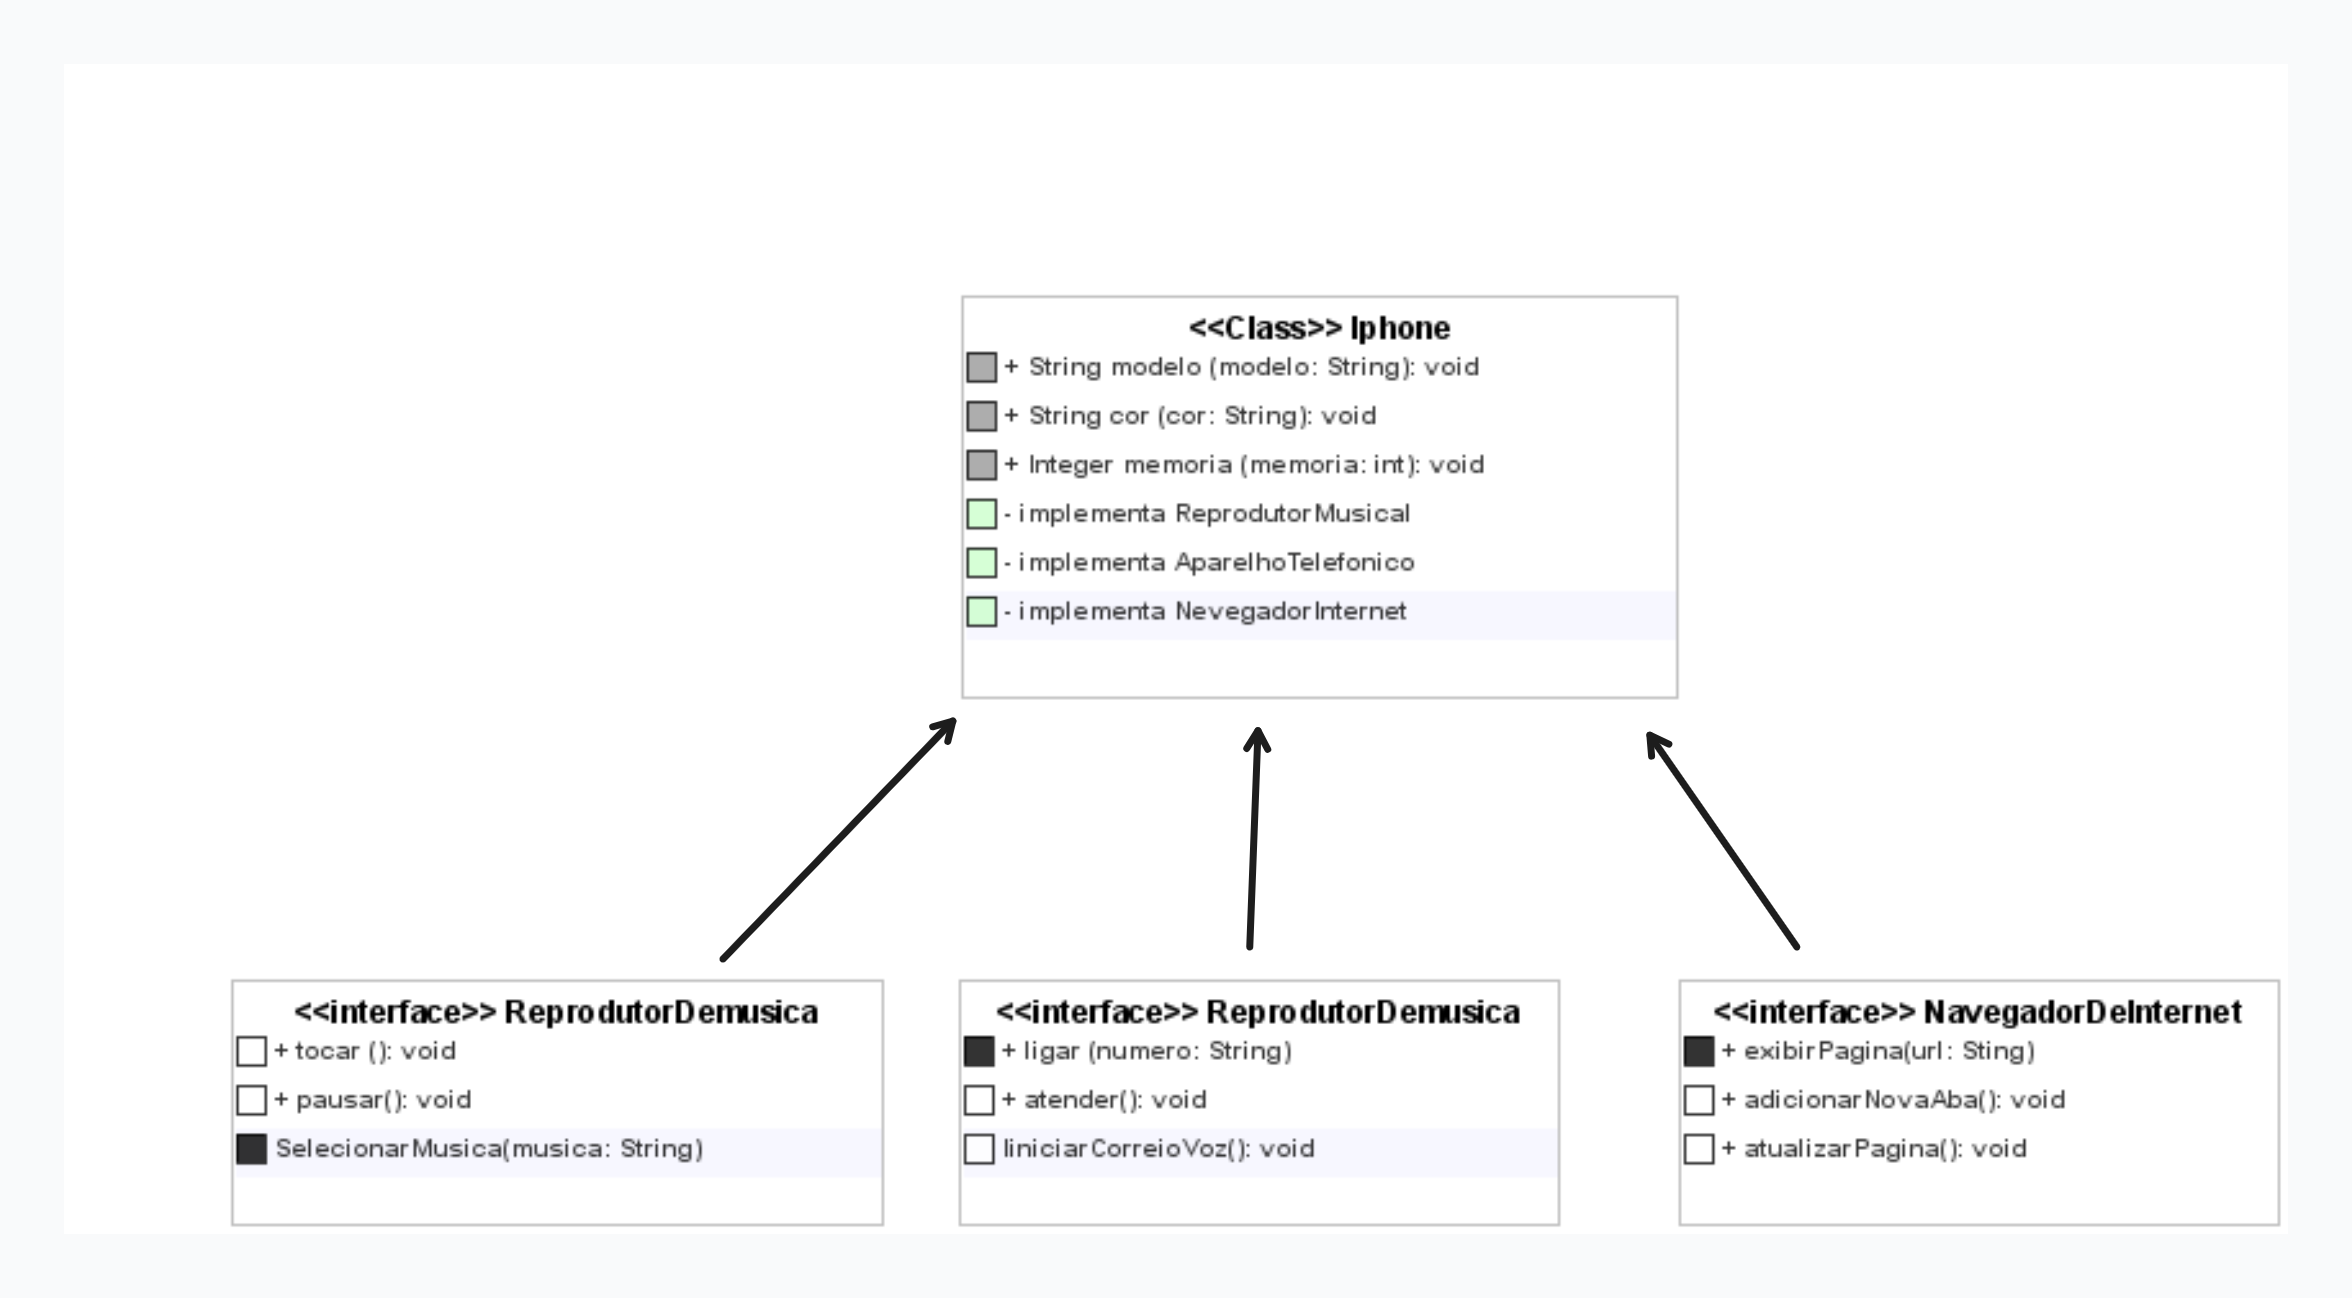 <<Class>> Iphone
+ String modelo (modelo: String): void
+ String cor (cor: String): void
+ Integer memoria (memoria: int): void
- implementa ReprodutorMusical
- implementa AparelhoTelefonico
- implementa NevegadorInternet
<<interface>> ReprodutorDemusica
+ tocar (): void
+ pausar(): void
SelecionarMusica(musica: String)
<<interface>> ReprodutorDemusica
+ ligar (numero: String)
+ atender(): void
IiniciarCorreioVoz(): void
<<interface>> NavegadorDeInternet
+ exibirPagina(url: Sting)
+ adicionarNovaAba(): void
+ atualizarPagina(): void